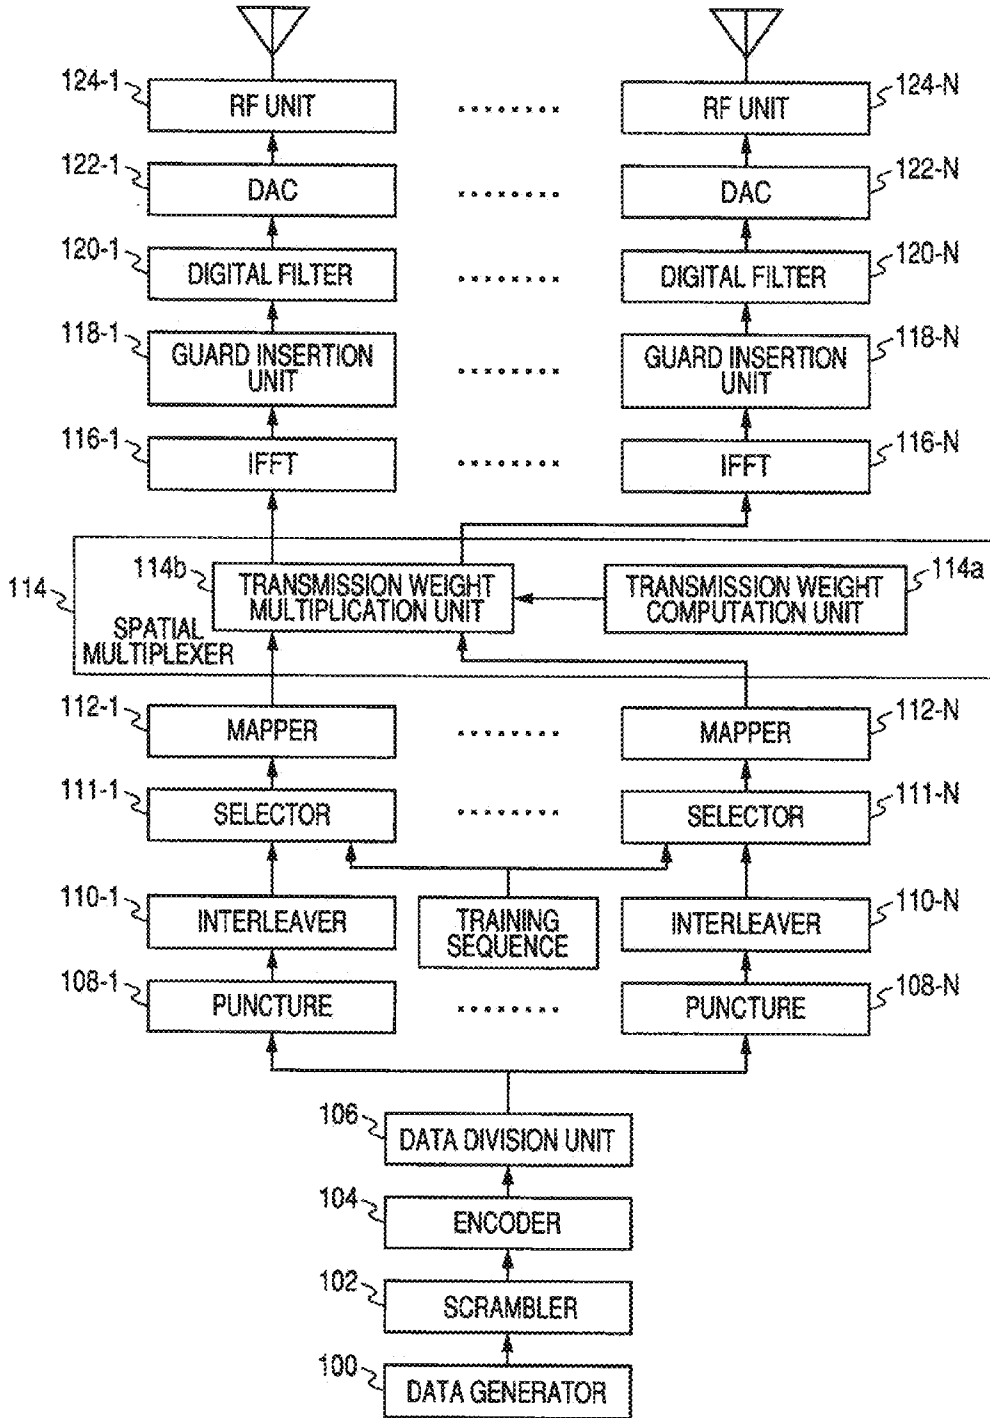 124-1
RF UNIT
RF UNIT
124-N
122-1
DAC
DAC
122-N
120-1
DIGITAL FILTER
DIGITAL FILTER
120-N
118-1
GUARD INSERTION
UNIT
GUARD INSERTION
UNIT
118-N
116-1
IFFT
IFFT
116-N
114
114b
TRANSMISSION WEIGHT
MULTIPLICATION UNIT
TRANSMISSION WEIGHT
COMPUTATION UNIT
114a
SPATIAL
MULTIPLEXER
112-1
MAPPER
MAPPER
112-N
111-1
SELECTOR
SELECTOR
111-N
110-1
INTERLEAVER
TRAINING
SEQUENCE
INTERLEAVER
110-N
108-1
PUNCTURE
PUNCTURE
108-N
106
DATA DIVISION UNIT
104
ENCODER
102
SCRAMBLER
100
DATA GENERATOR